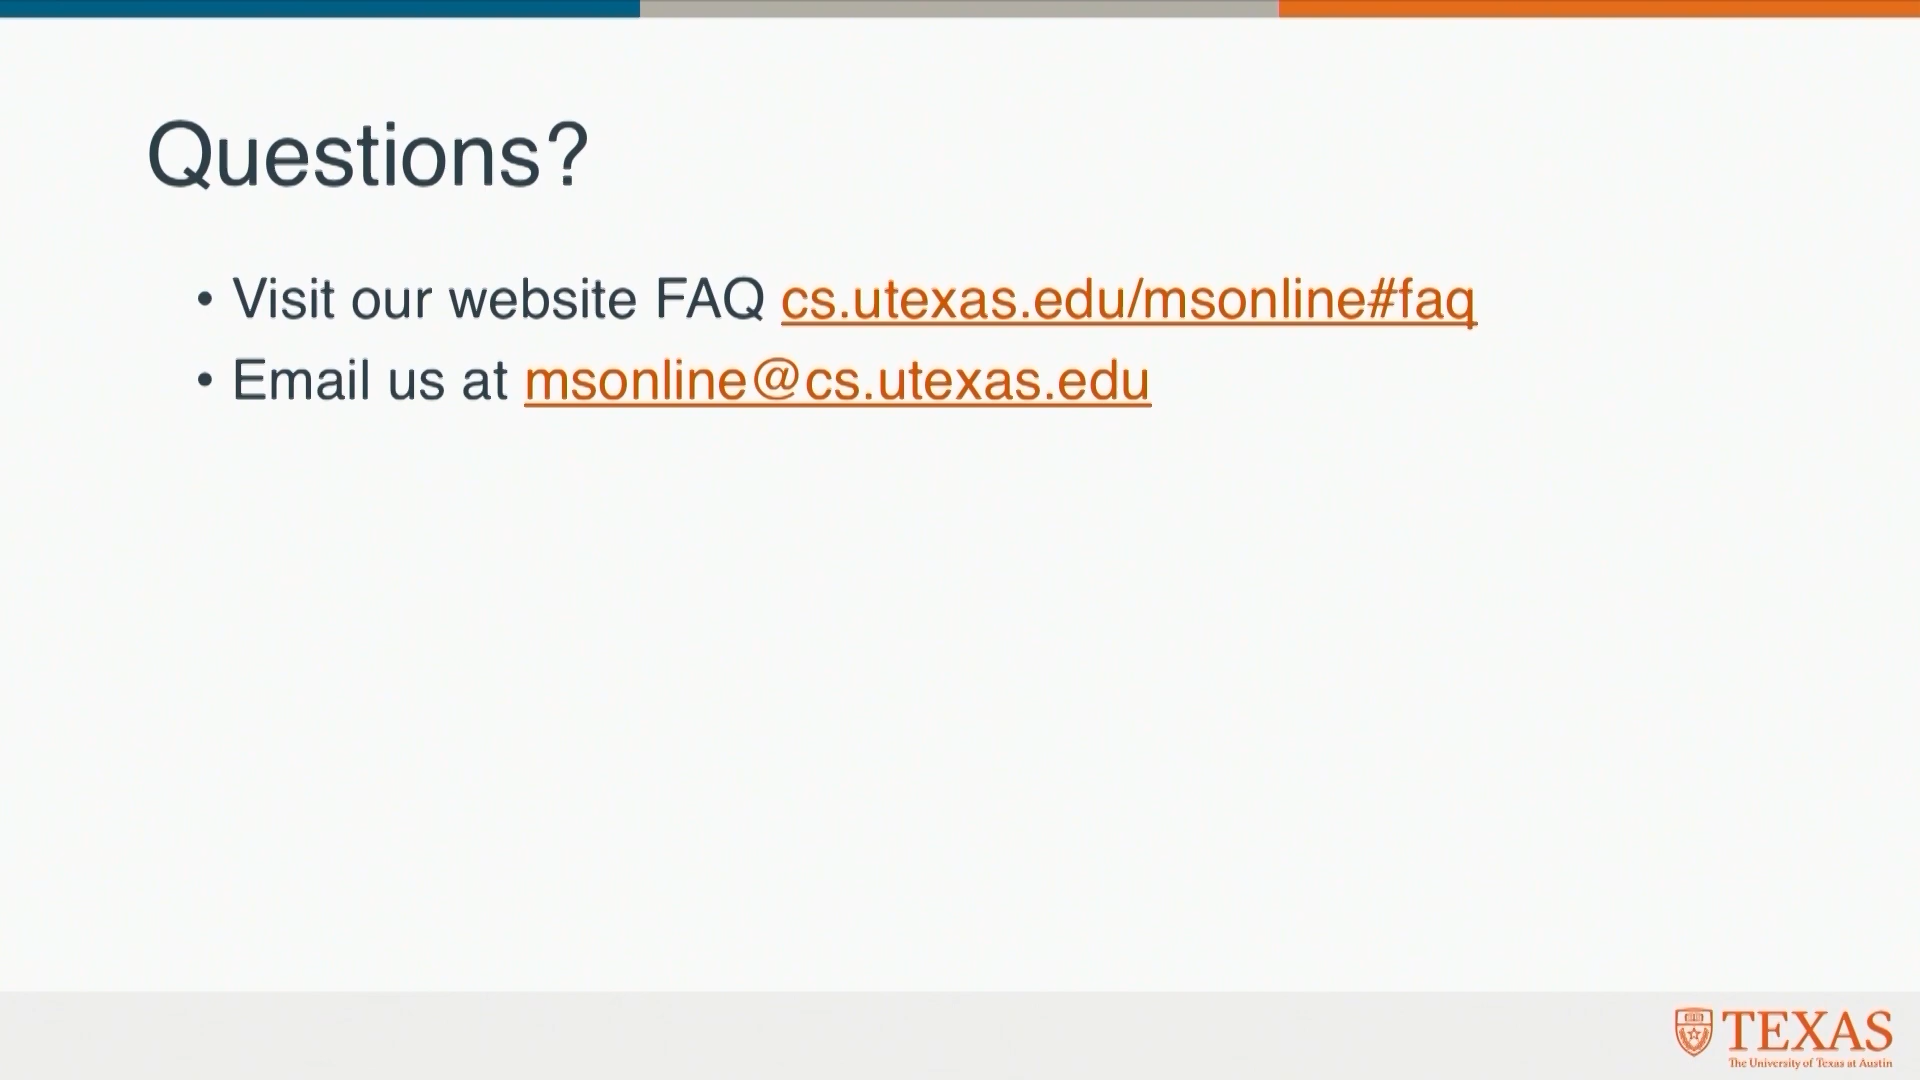 Questions?
• Visit our website FAQ cs.utexas.edu/msonline#faq
• Email us at msonline@cs.utexas.edu
TEXAS
The University of Texas at Austin